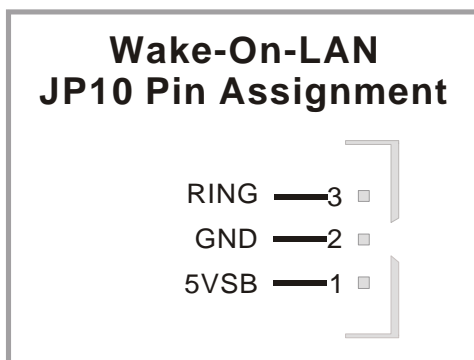 Wake-On-LAN
JP10 Pin Assignment
RING 3
GND 2
5VSB 1